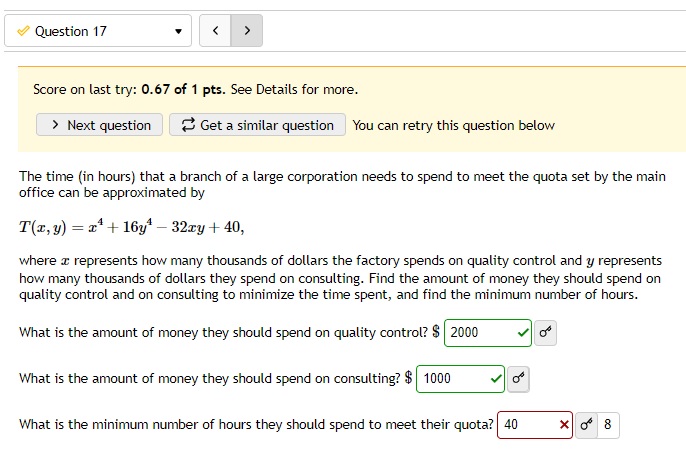 Question 17
< >
Score on last try: 0.67 of 1 pts. See Details for more.
> Next question Get a similar question You can retry this question below
The time (in hours) that a branch of a large corporation needs to spend to meet the quota set by the main
office can be approximated by
T(x, y) = x⁴ + 16y⁴ − 32xy + 40,
where x represents how many thousands of dollars the factory spends on quality control and y represents
how many thousands of dollars they spend on consulting. Find the amount of money they should spend on
quality control and on consulting to minimize the time spent, and find the minimum number of hours.
What is the amount of money they should spend on quality control? $ 2000
What is the amount of money they should spend on consulting? $ 1000
What is the minimum number of hours they should spend to meet their quota? 40 8